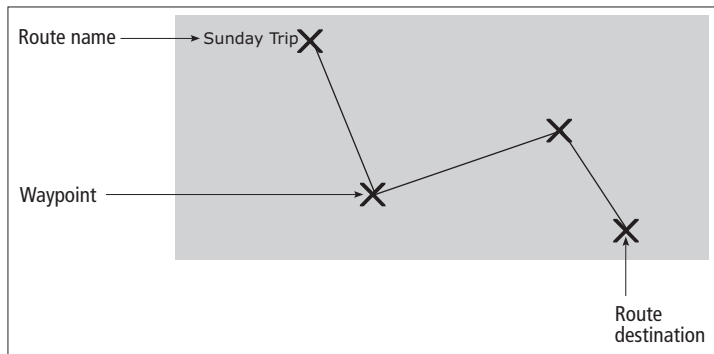 Route name
Sunday Trip
Waypoint
Route
destination